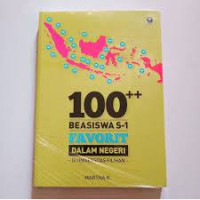 100++
BEASISWA S-1
FAVORIT
DALAM NEGERI
MARTHA K.